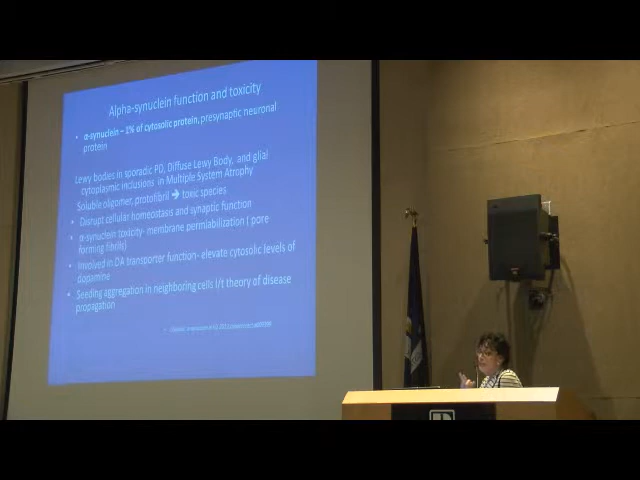 Alpha-synuclein function and toxicity
• α-synuclein – 1% of cytosolic protein, presynaptic neuronal
protein
Lewy bodies in sporadic PD, Diffuse Lewy Body, and glial
cytoplasmic inclusions in Multiple System Atrophy
Soluble oligomer, protofibril → toxic species
• Disrupt cellular homeostasis and synaptic function
• α-synuclein toxicity- membrane permiabilization ( pore
forming fibrils)
• Involved in DA transporter function- elevate cytosolic levels of
dopamine
• Seeding aggregation in neighboring cells l/t theory of disease
propagation